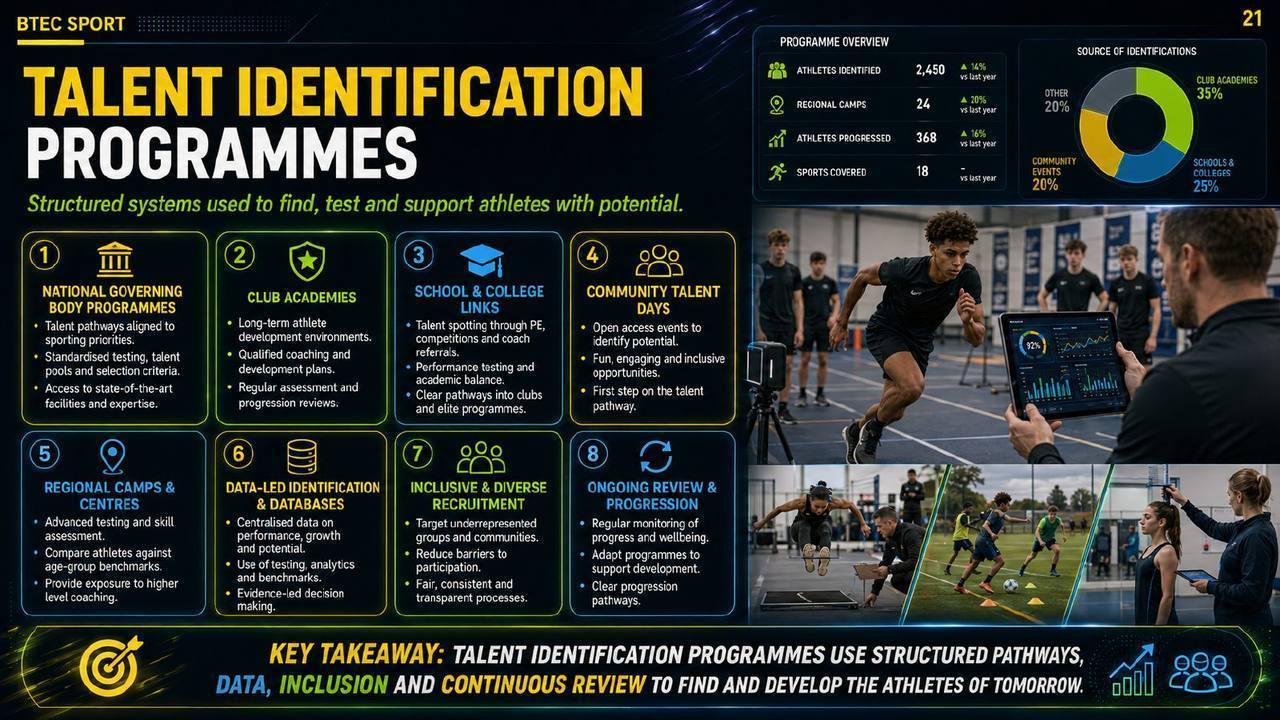 BTEC SPORT
21
TALENT IDENTIFICATION
PROGRAMMES
Structured systems used to find, test and support athletes with potential.
PROGRAMME OVERVIEW
ATHLETES IDENTIFIED 2,450 ▲ 14%
vs last year
REGIONAL CAMPS 24 ▲ 20%
vs last year
ATHLETES PROGRESSED 368 ▲ 16%
vs last year
SPORTS COVERED 18 -
vs last year
SOURCE OF IDENTIFICATIONS
CLUB ACADEMIES
35%
SCHOOLS &
COLLEGES
25%
COMMUNITY
EVENTS
20%
OTHER
20%
1
NATIONAL GOVERNING
BODY PROGRAMMES
• Talent pathways aligned to
sporting priorities.
• Standardised testing, talent
pools and selection criteria.
• Access to state-of-the-art
facilities and expertise.
2
CLUB ACADEMIES
• Long-term athlete
development environments.
• Qualified coaching and
development plans.
• Regular assessment and
progression reviews.
3
SCHOOL & COLLEGE
LINKS
• Talent spotting through PE,
competitions and coach
referrals.
• Performance testing and
academic balance.
• Clear pathways into clubs
and elite programmes.
4
COMMUNITY TALENT
DAYS
• Open access events to
identify potential.
• Fun, engaging and inclusive
opportunities.
• First step on the talent
pathway.
5
REGIONAL CAMPS &
CENTRES
• Advanced testing and skill
assessment.
• Compare athletes against
age-group benchmarks.
• Provide exposure to higher
level coaching.
6
DATA-LED IDENTIFICATION
& DATABASES
• Centralised data on
performance, growth
and potential.
• Use of testing, analytics
and benchmarks.
• Evidence-led decision
making.
7
INCLUSIVE & DIVERSE
RECRUITMENT
• Target underrepresented
groups and communities.
• Reduce barriers to
participation.
• Fair, consistent and
transparent processes.
8
ONGOING REVIEW &
PROGRESSION
• Regular monitoring of
progress and wellbeing.
• Adapt programmes to
support development.
• Clear progression
pathways.
92%
KEY TAKEAWAY: TALENT IDENTIFICATION PROGRAMMES USE STRUCTURED PATHWAYS,
DATA, INCLUSION AND CONTINUOUS REVIEW TO FIND AND DEVELOP THE ATHLETES OF TOMORROW.